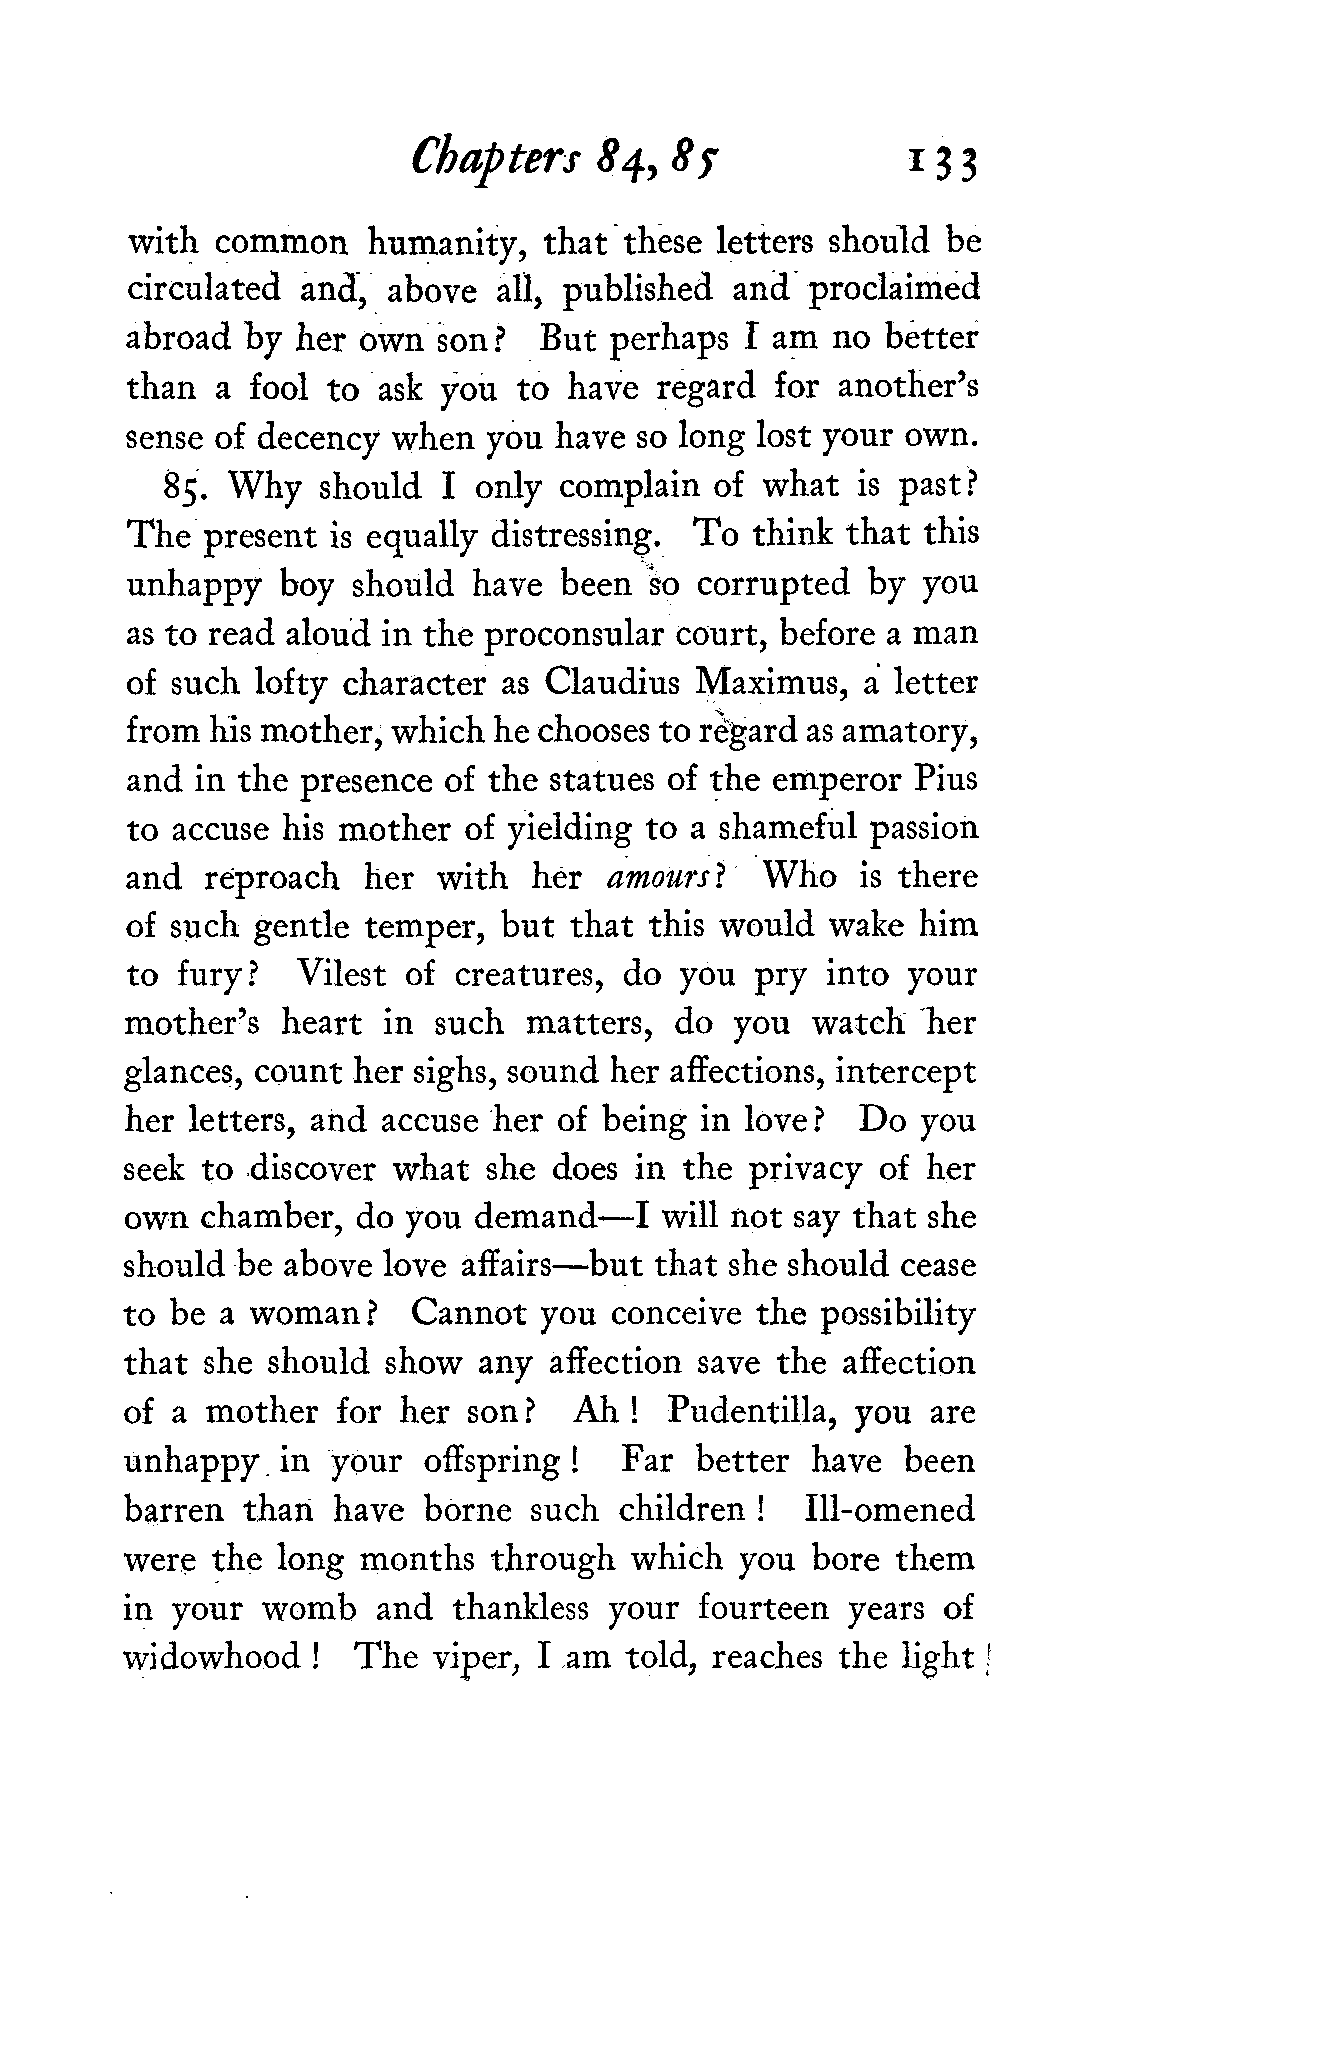 Chapters 84, 85 133
with common humanity, that these letters should be
circulated and, above all, published and proclaimed
abroad by her own son? But perhaps I am no better
than a fool to ask you to have regard for another's
sense of decency when you have so long lost your own.
85. Why should I only complain of what is past?
The present is equally distressing. To think that this
unhappy boy should have been so corrupted by you
as to read aloud in the proconsular court, before a man
of such lofty character as Claudius Maximus, a letter
from his mother, which he chooses to regard as amatory,
and in the presence of the statues of the emperor Pius
to accuse his mother of yielding to a shameful passion
and reproach her with her amours? Who is there
of such gentle temper, but that this would wake him
to fury? Vilest of creatures, do you pry into your
mother's heart in such matters, do you watch her
glances, count her sighs, sound her affections, intercept
her letters, and accuse her of being in love? Do you
seek to discover what she does in the privacy of her
own chamber, do you demand—I will not say that she
should be above love affairs—but that she should cease
to be a woman? Cannot you conceive the possibility
that she should show any affection save the affection
of a mother for her son? Ah! Pudentilla, you are
unhappy in your offspring! Far better have been
barren than have borne such children! Ill-omened
were the long months through which you bore them
in your womb and thankless your fourteen years of
widowhood! The viper, I am told, reaches the light